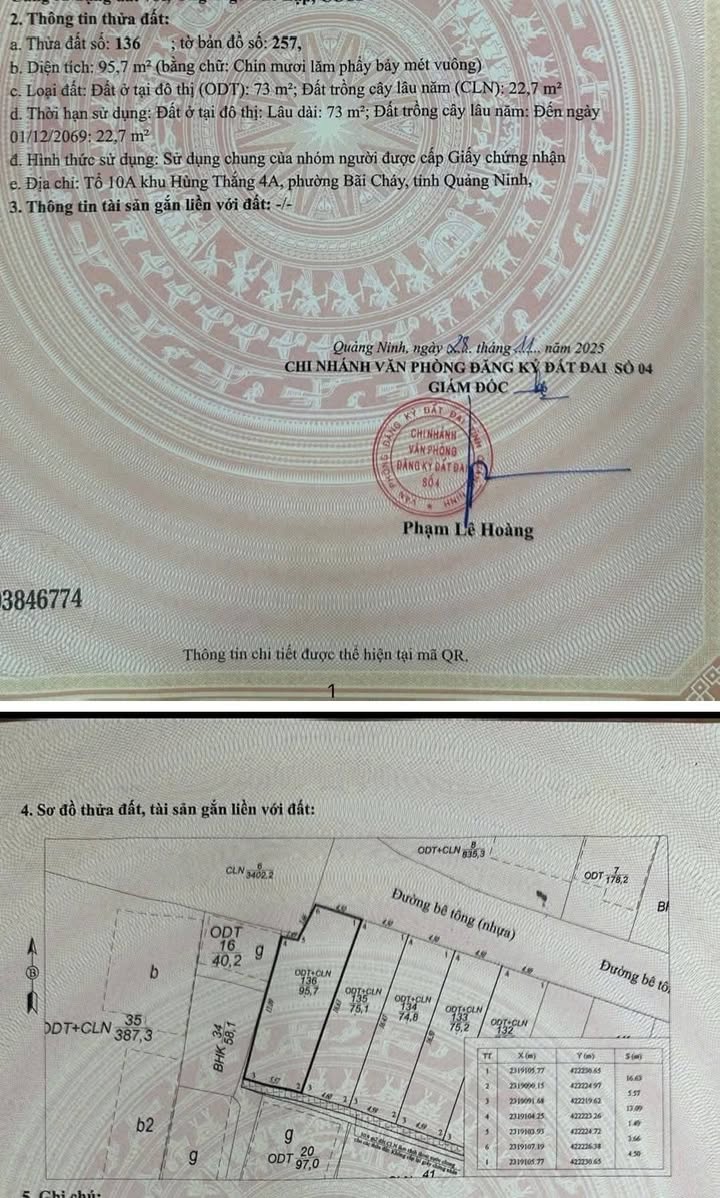 2. Thông tin thửa đất:
a. Thửa đất số: 136 ; tờ bản đồ số: 257,
b. Diện tích: 95,7 m² (bằng chữ: Chín mươi lăm phẩy bảy mét vuông)
c. Loại đất: Đất ở tại đô thị (ODT): 73 m²; Đất trồng cây lâu năm (CLN): 22,7 m²
d. Thời hạn sử dụng: Đất ở tại đô thị: Lâu dài: 73 m²; Đất trồng cây lâu năm: Đến ngày
01/12/2069: 22,7 m²
đ. Hình thức sử dụng: Sử dụng chung của nhóm người được cấp Giấy chứng nhận
e. Địa chỉ: Tổ 10A khu Hùng Thắng 4A, phường Bãi Cháy, tỉnh Quảng Ninh,
3. Thông tin tài sản gắn liền với đất: -/-
Quảng Ninh, ngày 28. tháng .11... năm 2025
CHI NHÁNH VĂN PHÒNG ĐĂNG KÝ ĐẤT ĐAI SỐ 04
GIÁM ĐỐC
CHI NHÁNH
VĂN PHÒNG
ĐĂNG KÝ ĐẤT ĐAI
SỐ 4
Phạm Lê Hoàng
03846774
Thông tin chi tiết được thể hiện tại mã QR.
1
4. Sơ đồ thửa đất, tài sản gắn liền với đất:
ODT+CLN 8
835,3
CLN 6
3402,2
ODT 7
178,2
Đường bê tông (nhựa)
Đường bê tô
ODT
16
40,2
g
b
B
ODT+CLN
136
95,7
ODT+CLN
135
75,1
ODT+CLN
134
74,8
ODT+CLN
133
75,2
ODT+CLN
132
ODT+CLN 35
387,3
BHK 34
58,1
b2
g
g
ODT 20
97,0
41
TT X (m) Y (m) S (m)
1 2319105.77 422230.65
16.63
2 2319090.15 422224.97
5.57
3 2319091.68 422219.62
13.09
4 2319104.25 422223.26
1.49
5 2319103.93 422224.72
3.66
6 2319107.19 422226.38
4.50
1 2319105.77 422230.65
5. Ghi chú: